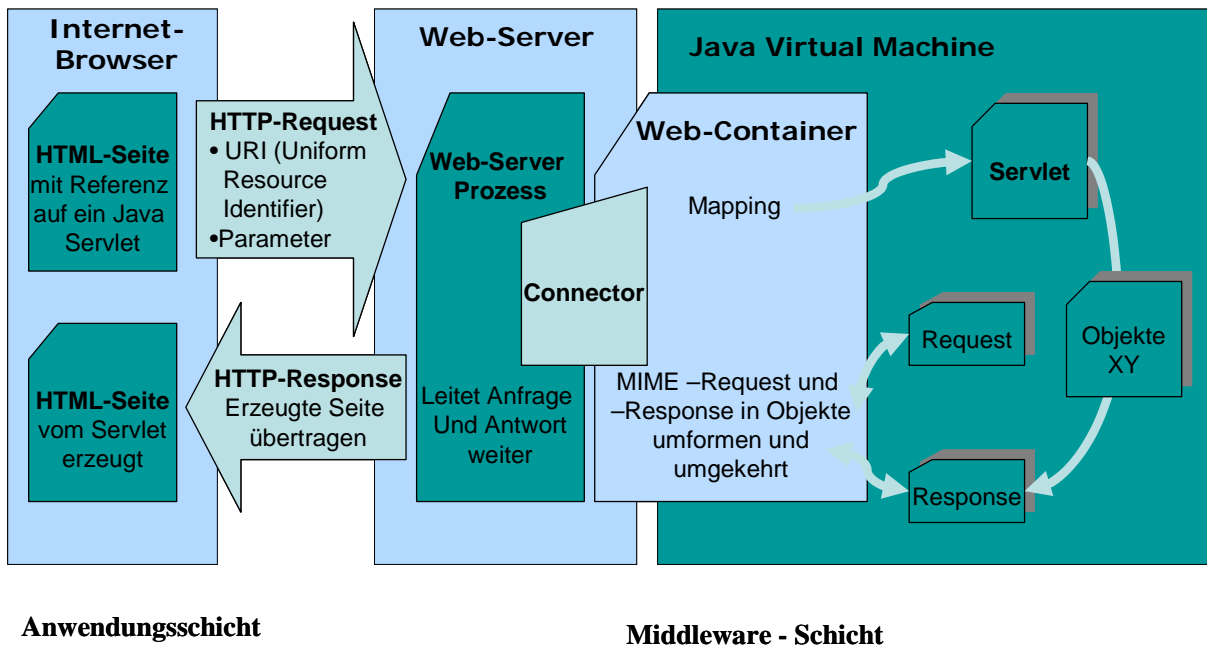 Internet-
Browser
HTML-Seite
mit Referenz
auf ein Java
Servlet
HTML-Seite
vom Servlet
erzeugt
HTTP-Request
• URI (Uniform
Resource
Identifier)
•Parameter
HTTP-Response
Erzeugte Seite
übertragen
Web-Server
Web-Server
Prozess
Leitet Anfrage
Und Antwort
weiter
Connector
Java Virtual Machine
Web-Container
Mapping
MIME –Request und
–Response in Objekte
umformen und
umgekehrt
Servlet
Request
Objekte
XY
Response
Anwendungsschicht
Middleware - Schicht